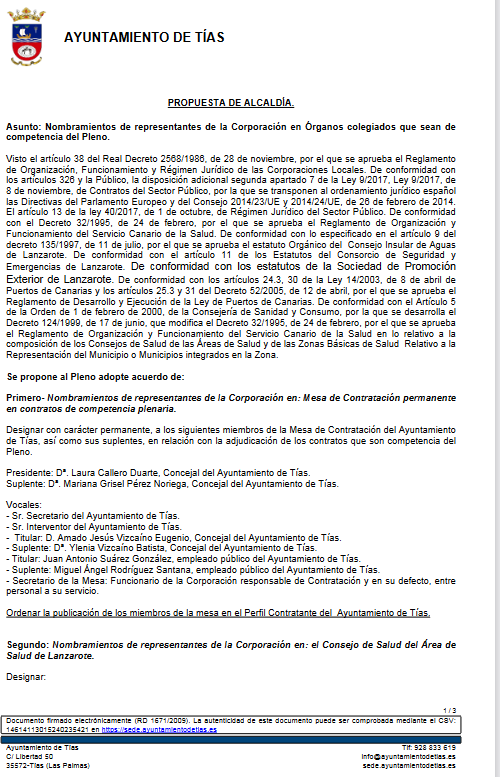 AYUNTAMIENTO DE TÍAS
PROPUESTA DE ALCALDÍA.
Asunto: Nombramientos de representantes de la Corporación en Órganos colegiados que sean de
competencia del Pleno.
Visto el artículo 38 del Real Decreto 2568/1986, de 28 de noviembre, por el que se aprueba el Reglamento
de Organización, Funcionamiento y Régimen Jurídico de las Corporaciones Locales. De conformidad con
los artículos 326 y la Público, la disposición adicional segunda apartado 7 de la Ley 9/2017, Ley 9/2017, de
8 de noviembre, de Contratos del Sector Público, por la que se transponen al ordenamiento jurídico español
las Directivas del Parlamento Europeo y del Consejo 2014/23/UE y 2014/24/UE, de 26 de febrero de 2014.
El artículo 13 de la ley 40/2017, de 1 de octubre, de Régimen Jurídico del Sector Público. De conformidad
con el Decreto 32/1995, de 24 de febrero, por el que se aprueba el Reglamento de Organización y
Funcionamiento del Servicio Canario de la Salud. De conformidad con lo especificado en el artículo 9 del
decreto 135/1997, de 11 de julio, por el que se aprueba el estatuto Orgánico del Consejo Insular de Aguas
de Lanzarote. De conformidad con el artículo 11 de los Estatutos del Consorcio de Seguridad y
Emergencias de Lanzarote. De conformidad con los estatutos de la Sociedad de Promoción
Exterior de Lanzarote. De conformidad con los artículos 24.3, 30 de la Ley 14/2003, de 8 de abril de
Puertos de Canarias y los artículos 25.3 y 31 del Decreto 52/2005, de 12 de abril, por el que se aprueba el
Reglamento de Desarrollo y Ejecución de la Ley de Puertos de Canarias. De conformidad con el Artículo 5
de la Orden de 1 de febrero de 2000, de la Consejería de Sanidad y Consumo, por la que se desarrolla el
Decreto 124/1999, de 17 de junio, que modifica el Decreto 32/1995, de 24 de febrero, por el que se aprueba
el Reglamento de Organización y Funcionamiento del Servicio Canario de la Salud en lo relativo a la
composición de los Consejos de Salud de las Áreas de Salud y de las Zonas Básicas de Salud Relativo a la
Representación del Municipio o Municipios integrados en la Zona.
Se propone al Pleno adopte acuerdo de:
Primero- Nombramientos de representantes de la Corporación en: Mesa de Contratación permanente
en contratos de competencia plenaria.
Designar con carácter permanente, a los siguientes miembros de la Mesa de Contratación del Ayuntamiento
de Tías, así como sus suplentes, en relación con la adjudicación de los contratos que son competencia del
Pleno.
Presidente: Dª. Laura Callero Duarte, Concejal del Ayuntamiento de Tías.
Suplente: Dª. Mariana Grisel Pérez Noriega, Concejal del Ayuntamiento de Tías.
Vocales:
- Sr. Secretario del Ayuntamiento de Tías.
- Sr. Interventor del Ayuntamiento de Tías.
- Titular: D. Amado Jesús Vizcaíno Eugenio, Concejal del Ayuntamiento de Tías.
- Suplente: Dª. Ylenia Vizcaíno Batista, Concejal del Ayuntamiento de Tías.
- Titular: Juan Antonio Suárez González, empleado público del Ayuntamiento de Tías.
- Suplente: Miguel Ángel Rodríguez Santana, empleado público del Ayuntamiento de Tías.
- Secretario de la Mesa: Funcionario de la Corporación responsable de Contratación y en su defecto, entre
personal a su servicio.
Ordenar la publicación de los miembros de la mesa en el Perfil Contratante del Ayuntamiento de Tías.
Segundo: Nombramientos de representantes de la Corporación en: el Consejo de Salud del Área de
Salud de Lanzarote.
Designar:
1 / 3
Documento firmado electrónicamente (RD 1671/2009). La autenticidad de este documento puede ser comprobada mediante el CSV:
14614113015240235421 en https://sede.ayuntamientodetias.es
Ayuntamiento de Tías
C/ Libertad 50
35572-Tías (Las Palmas)
Tlf: 928 833 619
info@ayuntamientodetias.es
sede.ayuntamientodetias.es